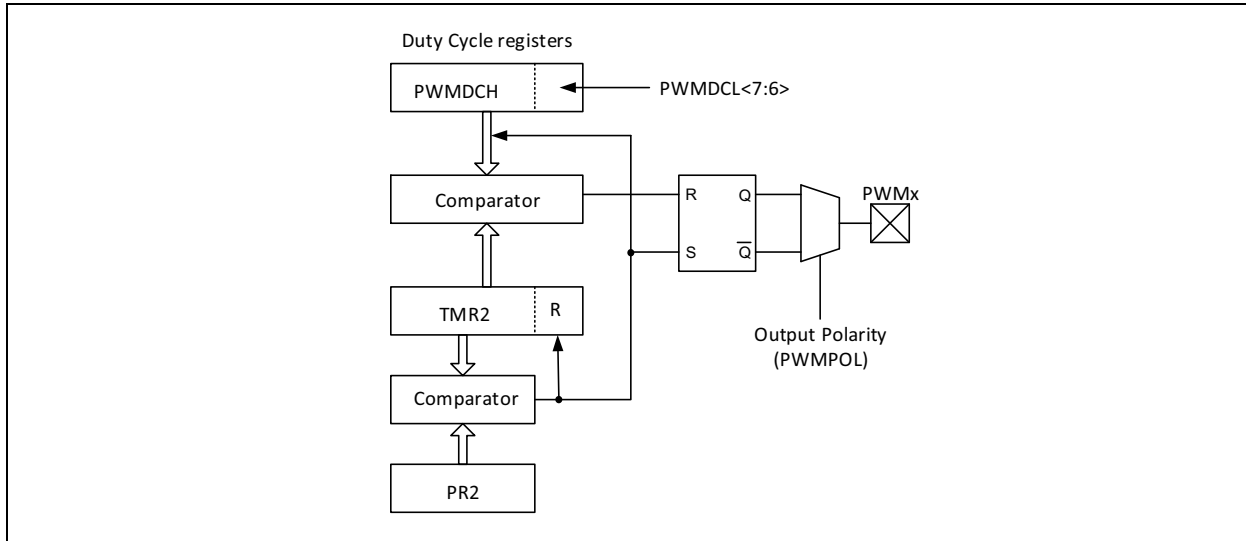 Duty Cycle registers
PWMDCH
PWMDCL<7:6>
Comparator
R Q
PWMx
S Q̅
TMR2 R
Output Polarity
(PWMPOL)
Comparator
PR2